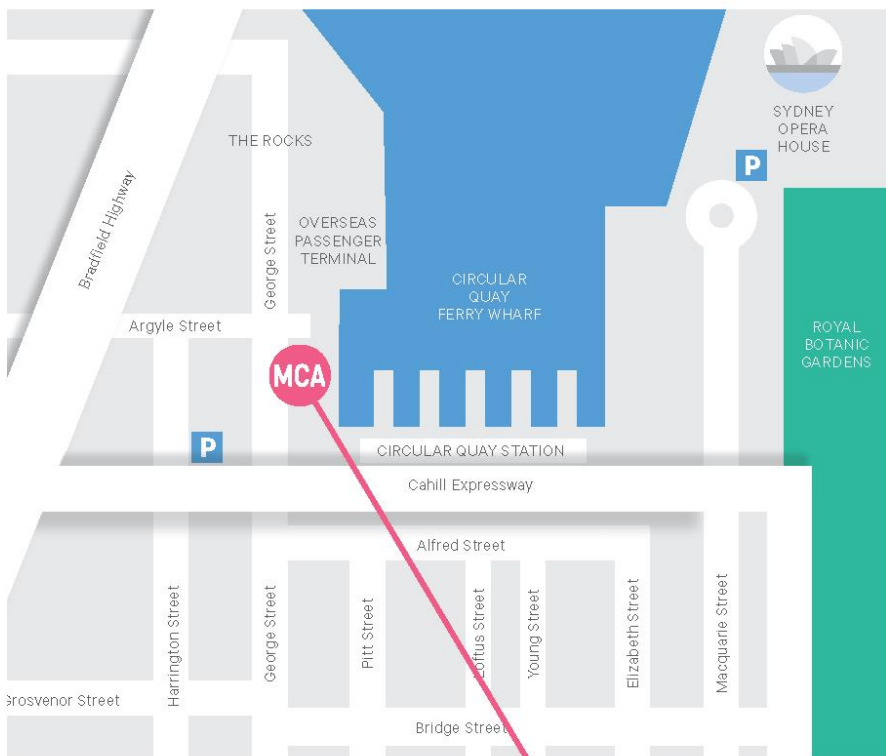 SYDNEY
OPERA
HOUSE
P
THE ROCKS
Bradfield Highway
George Street
OVERSEAS
PASSENGER
TERMINAL
CIRCULAR
QUAY
FERRY WHARF
ROYAL
BOTANIC
GARDENS
Argyle Street
MCA
P
CIRCULAR QUAY STATION
Cahill Expressway
Alfred Street
Harrington Street
George Street
Pitt Street
Loftus Street
Young Street
Elizabeth Street
Macquarie Street
Grosvenor Street
Bridge Street